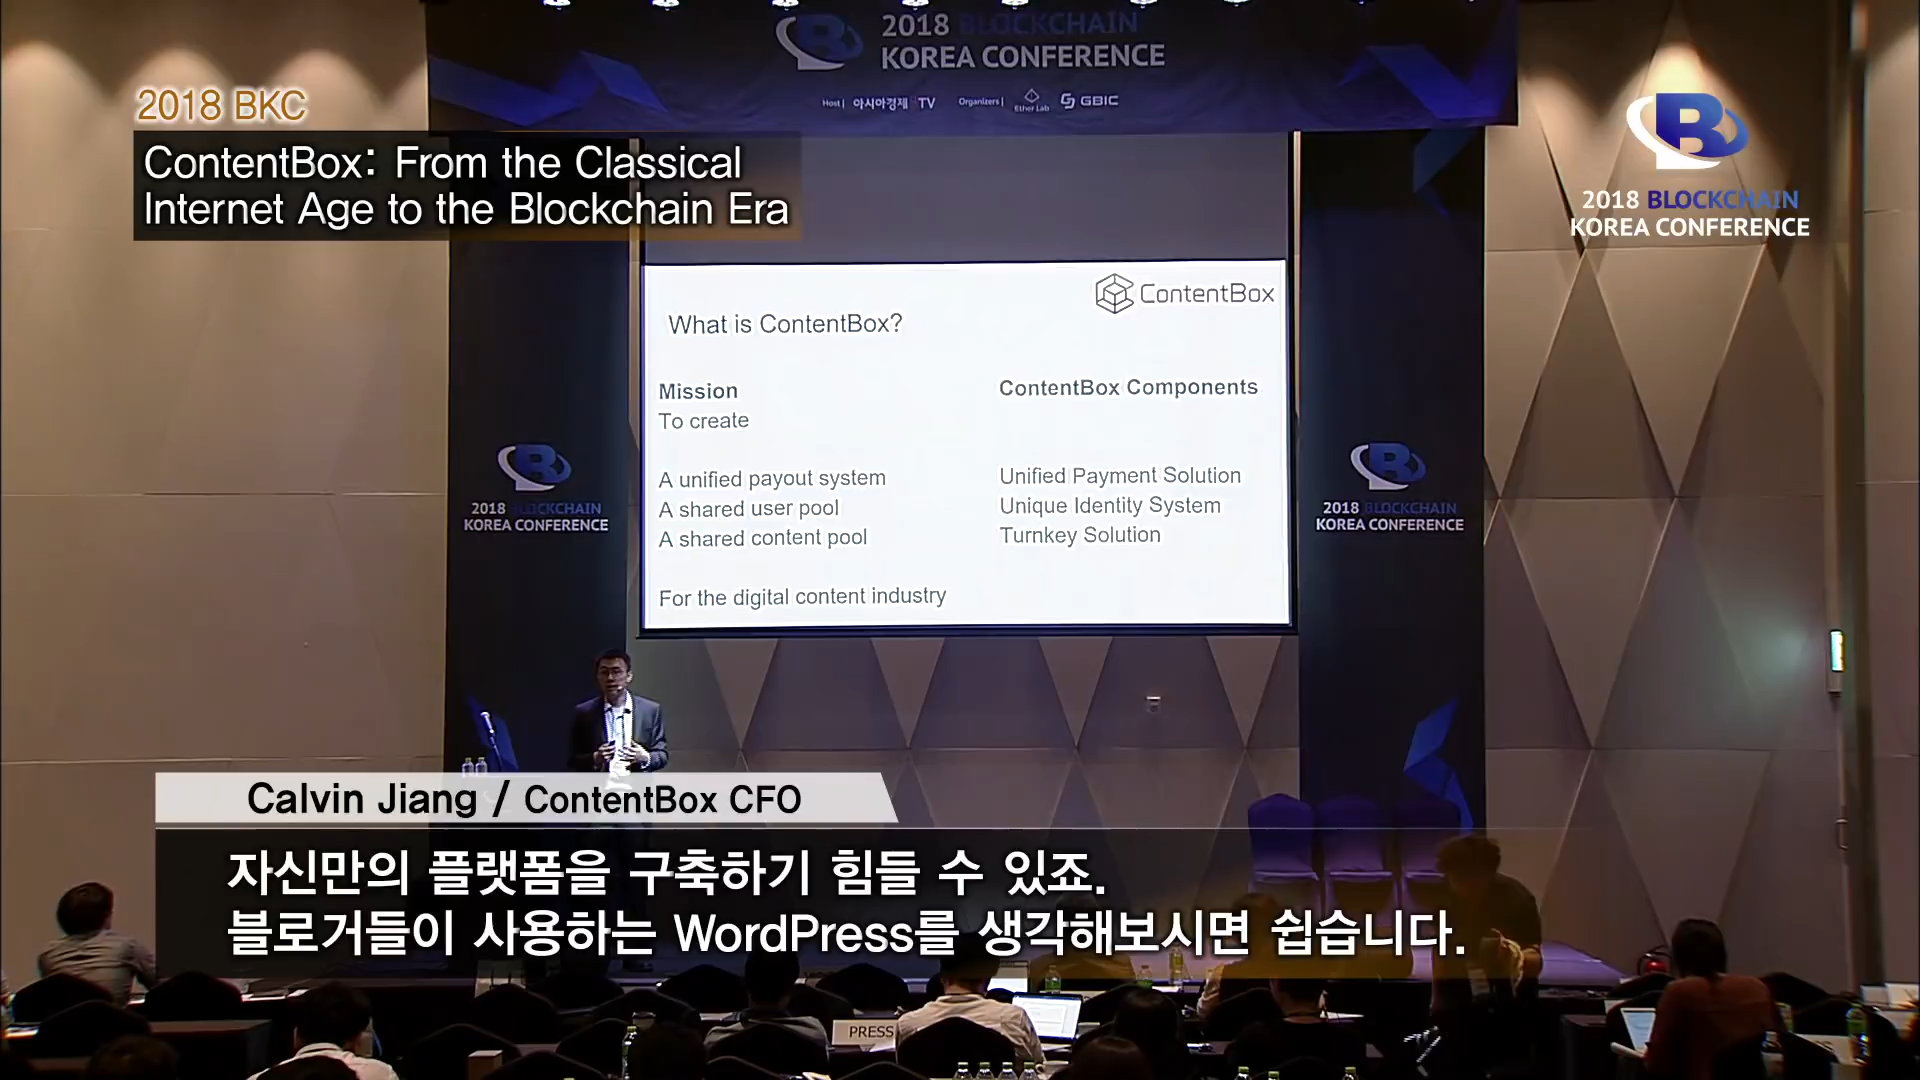 2018 BLOCKCHAIN
KOREA CONFERENCE
Host | 아시아경제 TV Organizers | Ether Lab GBIC
2018 BKC
ContentBox: From the Classical
Internet Age to the Blockchain Era
2018 BLOCKCHAIN
KOREA CONFERENCE
ContentBox
What is ContentBox?
Mission
To create
A unified payout system
A shared user pool
A shared content pool
For the digital content industry
ContentBox Components
Unified Payment Solution
Unique Identity System
Turnkey Solution
2018 BLOCKCHAIN
KOREA CONFERENCE
2018 BLOCKCHAIN
KOREA CONFERENCE
Calvin Jiang / ContentBox CFO
자신만의 플랫폼을 구축하기 힘들 수 있죠.
블로거들이 사용하는 WordPress를 생각해보시면 쉽습니다.
PRESS